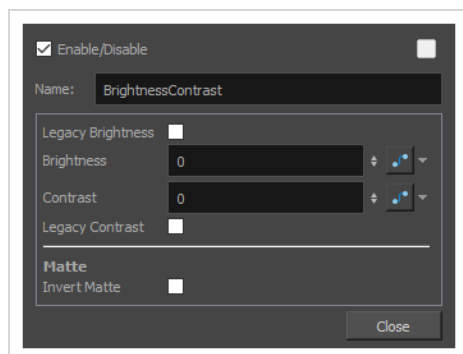 Enable/Disable
Name: BrightnessContrast
Legacy Brightness
Brightness 0
Contrast 0
Legacy Contrast
Matte
Invert Matte
Close